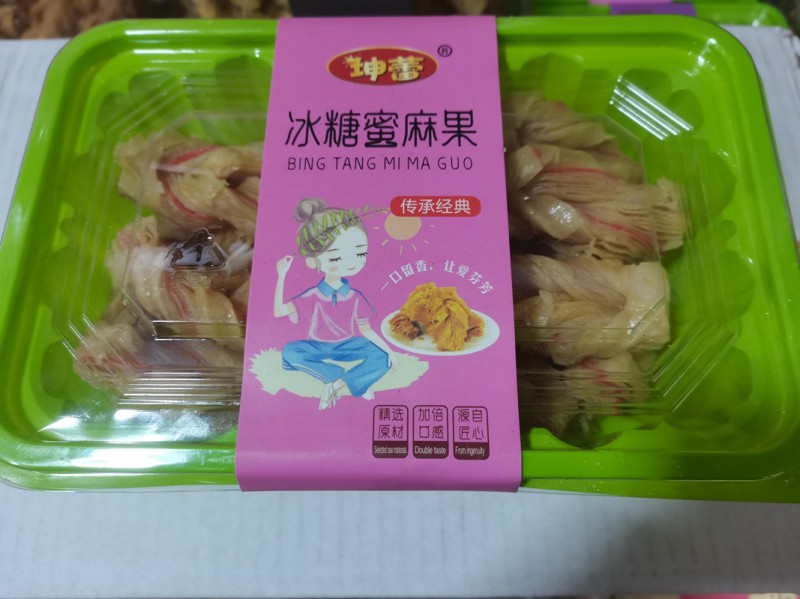 坤蕾®
冰糖蜜麻果
BING TANG MI MA GUO
传承经典
一口留香，让爱芬芳
精选
原材
Selected raw materials
加倍
口感
Double taste
源自
匠心
From ingenuity